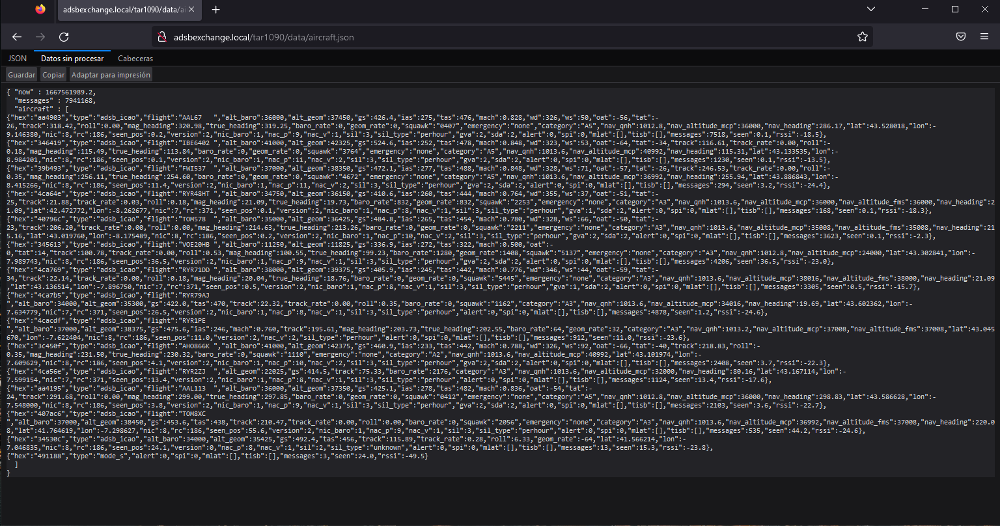 adsbexchange.local/tar1090/data/ai
adsbexchange.local/tar1090/data/aircraft.json
JSON Datos sin procesar Cabeceras
Guardar Copiar Adaptar para impresión
{ "now" : 1667561989.2,
"messages" : 7941168,
"aircraft" : [
{"hex":"aa4903","type":"adsb_icao","flight":"AAL67   ","alt_baro":36000,"alt_geom":37450,"gs":426.4,"ias":275,"tas":476,"mach":0.828,"wd":326,"ws":50,"oat":-56,"tat":-
26,"track":318.42,"roll":0.00,"mag_heading":320.98,"true_heading":319.25,"baro_rate":0,"geom_rate":0,"squawk":"0407","emergency":"none","category":"A5","nav_qnh":1012.8,"nav_altitude_mcp":36000,"nav_heading":286.17,"lat":43.528018,"lon":-
9.146380,"nic":8,"rc":186,"seen_pos":0.2,"version":2,"nic_baro":1,"nac_p":9,"nac_v":1,"sil":3,"sil_type":"perhour","gva":2,"sda":2,"alert":0,"spi":0,"mlat":[],"tisb":[],"messages":7518,"seen":0.1,"rssi":-18.5},
{"hex":"346419","type":"adsb_icao","flight":"IBE6402 ","alt_baro":41000,"alt_geom":42325,"gs":524.6,"ias":252,"tas":478,"mach":0.848,"wd":323,"ws":53,"oat":-64,"tat":-34,"track":116.61,"track_rate":0.00,"roll":-
0.18,"mag_heading":115.49,"true_heading":113.84,"baro_rate":0,"geom_rate":0,"squawk":"3764","emergency":"none","category":"A5","nav_qnh":1013.6,"nav_altitude_mcp":40992,"nav_heading":115.31,"lat":43.133535,"lon":-
8.984201,"nic":8,"rc":186,"seen_pos":0.1,"version":2,"nic_baro":1,"nac_p":11,"nac_v":2,"sil":3,"sil_type":"perhour","gva":2,"sda":2,"alert":0,"spi":0,"mlat":[],"tisb":[],"messages":1230,"seen":0.1,"rssi":-13.5},
{"hex":"39b493","type":"adsb_icao","flight":"FWI537  ","alt_baro":37000,"alt_geom":38350,"gs":472.1,"ias":277,"tas":488,"mach":0.848,"wd":328,"ws":71,"oat":-57,"tat":-26,"track":246.53,"track_rate":0.00,"roll":-
0.35,"mag_heading":256.11,"true_heading":254.60,"baro_rate":0,"geom_rate":0,"squawk":"4672","emergency":"none","category":"A5","nav_qnh":1013.6,"nav_altitude_mcp":36992,"nav_heading":255.94,"lat":43.886843,"lon":-
8.415266,"nic":8,"rc":186,"seen_pos":11.4,"version":2,"nic_baro":1,"nac_p":11,"nac_v":2,"sil":3,"sil_type":"perhour","gva":2,"sda":2,"alert":0,"spi":0,"mlat":[],"tisb":[],"messages":294,"seen":3.2,"rssi":-24.4},
{"hex":"4ca64e","type":"adsb_icao","flight":"RYR48HT ","alt_baro":34750,"alt_geom":36150,"gs":410.6,"ias":260,"tas":444,"mach":0.764,"wd":355,"ws":37,"oat":-51,"tat":-
25,"track":21.88,"track_rate":0.03,"roll":0.18,"mag_heading":21.09,"true_heading":19.73,"baro_rate":832,"geom_rate":832,"squawk":"2253","emergency":"none","category":"A3","nav_qnh":1013.6,"nav_altitude_mcp":36000,"nav_altitude_fms":36000,"nav_heading":2
1.09,"lat":42.472772,"lon":-8.262677,"nic":7,"rc":371,"seen_pos":0.1,"version":2,"nic_baro":1,"nac_p":8,"nac_v":1,"sil":3,"sil_type":"perhour","gva":1,"sda":2,"alert":0,"spi":0,"mlat":[],"tisb":[],"messages":168,"seen":0.1,"rssi":-18.3},
{"hex":"40796c","type":"adsb_icao","flight":"TOM578  ","alt_baro":35000,"alt_geom":36425,"gs":484.8,"ias":265,"tas":454,"mach":0.780,"wd":328,"ws":66,"oat":-50,"tat":-
23,"track":206.20,"track_rate":0.00,"roll":0.00,"mag_heading":214.63,"true_heading":213.26,"baro_rate":0,"geom_rate":0,"squawk":"2211","emergency":"none","category":"A3","nav_qnh":1013.6,"nav_altitude_mcp":35008,"nav_altitude_fms":35008,"nav_heading":21
5.16,"lat":43.019760,"lon":-8.175489,"nic":8,"rc":186,"seen_pos":0.2,"version":2,"nic_baro":1,"nac_p":10,"nac_v":2,"sil":3,"sil_type":"perhour","gva":2,"sda":2,"alert":0,"spi":0,"mlat":[],"tisb":[],"messages":3623,"seen":0.1,"rssi":-2.3},
{"hex":"345613","type":"adsb_icao","flight":"VOE20HB ","alt_baro":11250,"alt_geom":11825,"gs":336.9,"ias":272,"tas":322,"mach":0.500,"oat":-
0,"tat":14,"track":100.78,"track_rate":0.00,"roll":0.53,"mag_heading":100.55,"true_heading":99.23,"baro_rate":1280,"geom_rate":1408,"squawk":"5137","emergency":"none","category":"A3","nav_qnh":1012.8,"nav_altitude_mcp":24000,"lat":43.302841,"lon":-
7.989743,"nic":8,"rc":186,"seen_pos":36.5,"version":2,"nic_baro":1,"nac_p":9,"nac_v":1,"sil":3,"sil_type":"perhour","gva":2,"sda":2,"alert":0,"spi":0,"mlat":[],"tisb":[],"messages":4206,"seen":36.5,"rssi":-23.0},
{"hex":"4ca769","type":"adsb_icao","flight":"RYR71DD ","alt_baro":38000,"alt_geom":39375,"gs":405.9,"ias":245,"tas":442,"mach":0.776,"wd":346,"ws":44,"oat":-59,"tat":-
34,"track":22.14,"track_rate":0.00,"roll":0.18,"mag_heading":20.04,"true_heading":18.76,"baro_rate":0,"geom_rate":0,"squawk":"5445","emergency":"none","category":"A3","nav_qnh":1013.6,"nav_altitude_mcp":38016,"nav_altitude_fms":38000,"nav_heading":21.09
,"lat":43.136514,"lon":-7.896750,"nic":7,"rc":371,"seen_pos":0.5,"version":2,"nic_baro":1,"nac_p":8,"nac_v":1,"sil":3,"sil_type":"perhour","gva":1,"sda":2,"alert":0,"spi":0,"mlat":[],"tisb":[],"messages":3305,"seen":0.5,"rssi":-15.7},
{"hex":"4ca7b5","type":"adsb_icao","flight":"RYR79AJ
","alt_baro":34000,"alt_geom":35300,"gs":422.0,"tas":470,"track":22.32,"track_rate":0.00,"roll":0.35,"baro_rate":0,"squawk":"1162","category":"A3","nav_qnh":1013.6,"nav_altitude_mcp":34016,"nav_heading":19.69,"lat":43.602362,"lon":-
7.634779,"nic":7,"rc":371,"seen_pos":26.5,"version":2,"nic_baro":1,"nac_p":8,"nac_v":1,"sil":3,"sil_type":"perhour","alert":0,"spi":0,"mlat":[],"tisb":[],"messages":4878,"seen":1.2,"rssi":-24.6},
{"hex":"4cacdf","type":"adsb_icao","flight":"RYR1PE
","alt_baro":37000,"alt_geom":38375,"gs":475.6,"ias":246,"mach":0.760,"track":195.61,"mag_heading":203.73,"true_heading":202.55,"baro_rate":64,"geom_rate":32,"category":"A3","nav_qnh":1013.2,"nav_altitude_mcp":37008,"nav_altitude_fms":37008,"lat":43.045
670,"lon":-7.622404,"nic":8,"rc":186,"seen_pos":11.0,"version":2,"nac_v":2,"sil_type":"perhour","alert":0,"spi":0,"mlat":[],"tisb":[],"messages":912,"seen":11.0,"rssi":-23.6},
{"hex":"3c450f","type":"adsb_icao","flight":"AHO866K ","alt_baro":41000,"alt_geom":42375,"gs":460.9,"ias":233,"tas":442,"mach":0.788,"wd":326,"ws":92,"oat":-66,"tat":-40,"track":218.83,"roll":-
0.35,"mag_heading":231.50,"true_heading":230.32,"baro_rate":0,"squawk":"1110","emergency":"none","category":"A2","nav_qnh":1013.6,"nav_altitude_mcp":40992,"lat":43.101974,"lon":-
7.609629,"nic":8,"rc":186,"seen_pos":4.1,"version":2,"nic_baro":1,"nac_p":10,"nac_v":2,"sil":3,"sil_type":"perhour","gva":2,"sda":2,"alert":0,"spi":0,"mlat":[],"tisb":[],"messages":2408,"seen":3.7,"rssi":-22.3},
{"hex":"4ca56e","type":"adsb_icao","flight":"RYR2ZJ  ","alt_geom":22025,"gs":414.5,"track":75.33,"baro_rate":2176,"category":"A3","nav_qnh":1013.6,"nav_altitude_mcp":32000,"nav_heading":80.16,"lat":43.167114,"lon":-
7.599154,"nic":7,"rc":371,"seen_pos":13.4,"version":2,"nic_baro":1,"nac_p":8,"nac_v":1,"sil":3,"sil_type":"perhour","alert":0,"spi":0,"mlat":[],"tisb":[],"messages":1124,"seen":13.4,"rssi":-17.6},
{"hex":"aa4195","type":"adsb_icao","flight":"AAL113  ","alt_baro":36000,"alt_geom":37350,"gs":425.1,"ias":278,"tas":482,"mach":0.836,"oat":-54,"tat":-
24,"track":291.68,"roll":0.00,"mag_heading":299.00,"true_heading":297.85,"baro_rate":0,"geom_rate":0,"squawk":"0412","emergency":"none","category":"A5","nav_qnh":1012.8,"nav_altitude_mcp":36000,"nav_heading":298.83,"lat":43.586628,"lon":-
7.548000,"nic":8,"rc":186,"seen_pos":3.8,"version":2,"nic_baro":1,"nac_p":9,"nac_v":1,"sil":3,"sil_type":"perhour","gva":2,"sda":2,"alert":0,"spi":0,"mlat":[],"tisb":[],"messages":2103,"seen":3.6,"rssi":-22.7},
{"hex":"407ac6","type":"adsb_icao","flight":"TOM8XC
","alt_baro":37000,"alt_geom":38450,"gs":453.6,"tas":438,"track":210.47,"track_rate":0.00,"roll":0.00,"baro_rate":0,"squawk":"2056","emergency":"none","category":"A3","nav_qnh":1013.6,"nav_altitude_mcp":36992,"nav_altitude_fms":37008,"nav_heading":220.0
8,"lat":41.764619,"lon":-7.298627,"nic":8,"rc":186,"seen_pos":55.6,"version":2,"nic_baro":1,"nac_p":9,"nac_v":1,"sil":3,"sil_type":"perhour","alert":0,"spi":0,"mlat":[],"tisb":[],"messages":535,"seen":44.2,"rssi":-24.6},
{"hex":"34530c","type":"adsb_icao","alt_baro":34000,"alt_geom":35425,"gs":492.4,"tas":456,"track":115.89,"track_rate":0.28,"roll":6.33,"geom_rate":-64,"lat":41.566214,"lon":-
7.046835,"nic":8,"rc":186,"seen_pos":24.1,"version":0,"nac_p":8,"nac_v":1,"sil":2,"sil_type":"unknown","alert":0,"spi":0,"mlat":[],"tisb":[],"messages":13,"seen":15.3,"rssi":-23.8},
{"hex":"491188","type":"mode_s","alert":0,"spi":0,"mlat":[],"tisb":[],"messages":3,"seen":24.0,"rssi":-49.5}
]
}